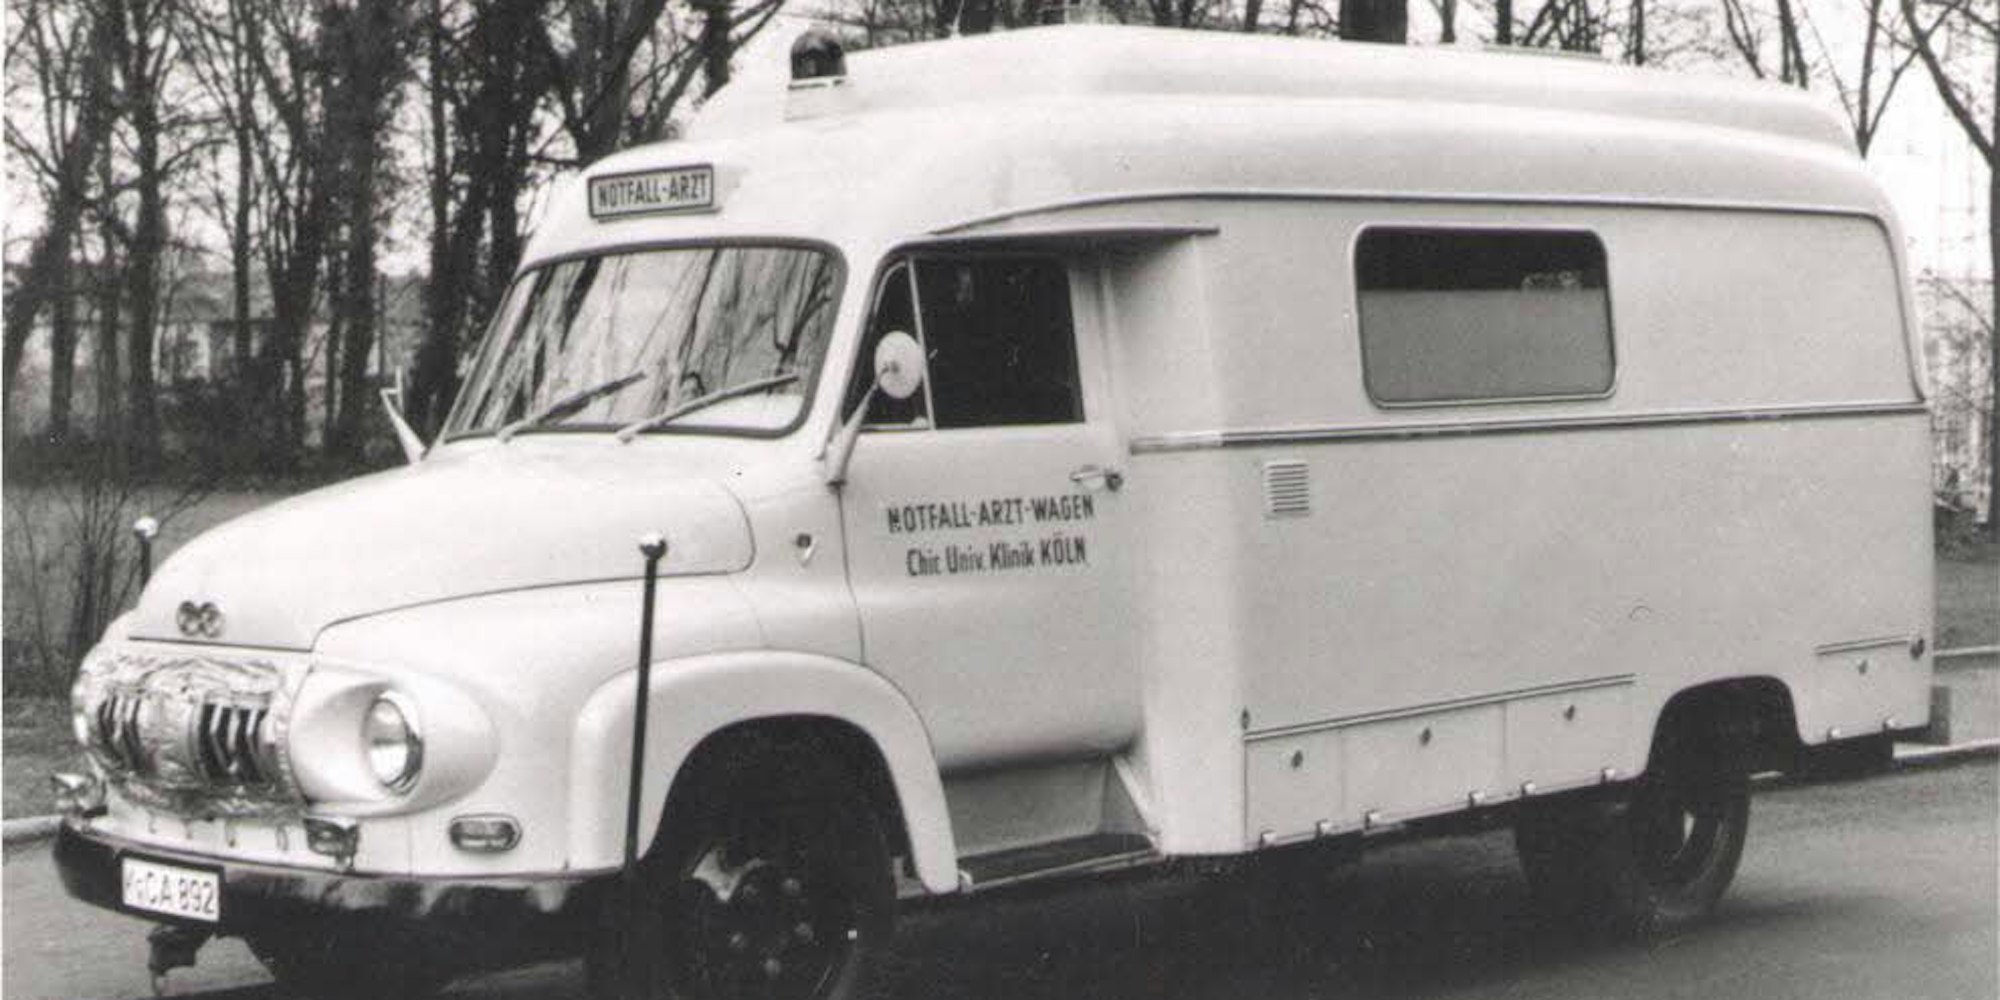 NOTFALL-ARZT
NOTFALL-ARZT-WAGEN
Chir. Univ. Klinik KÖLN
K-CA 892